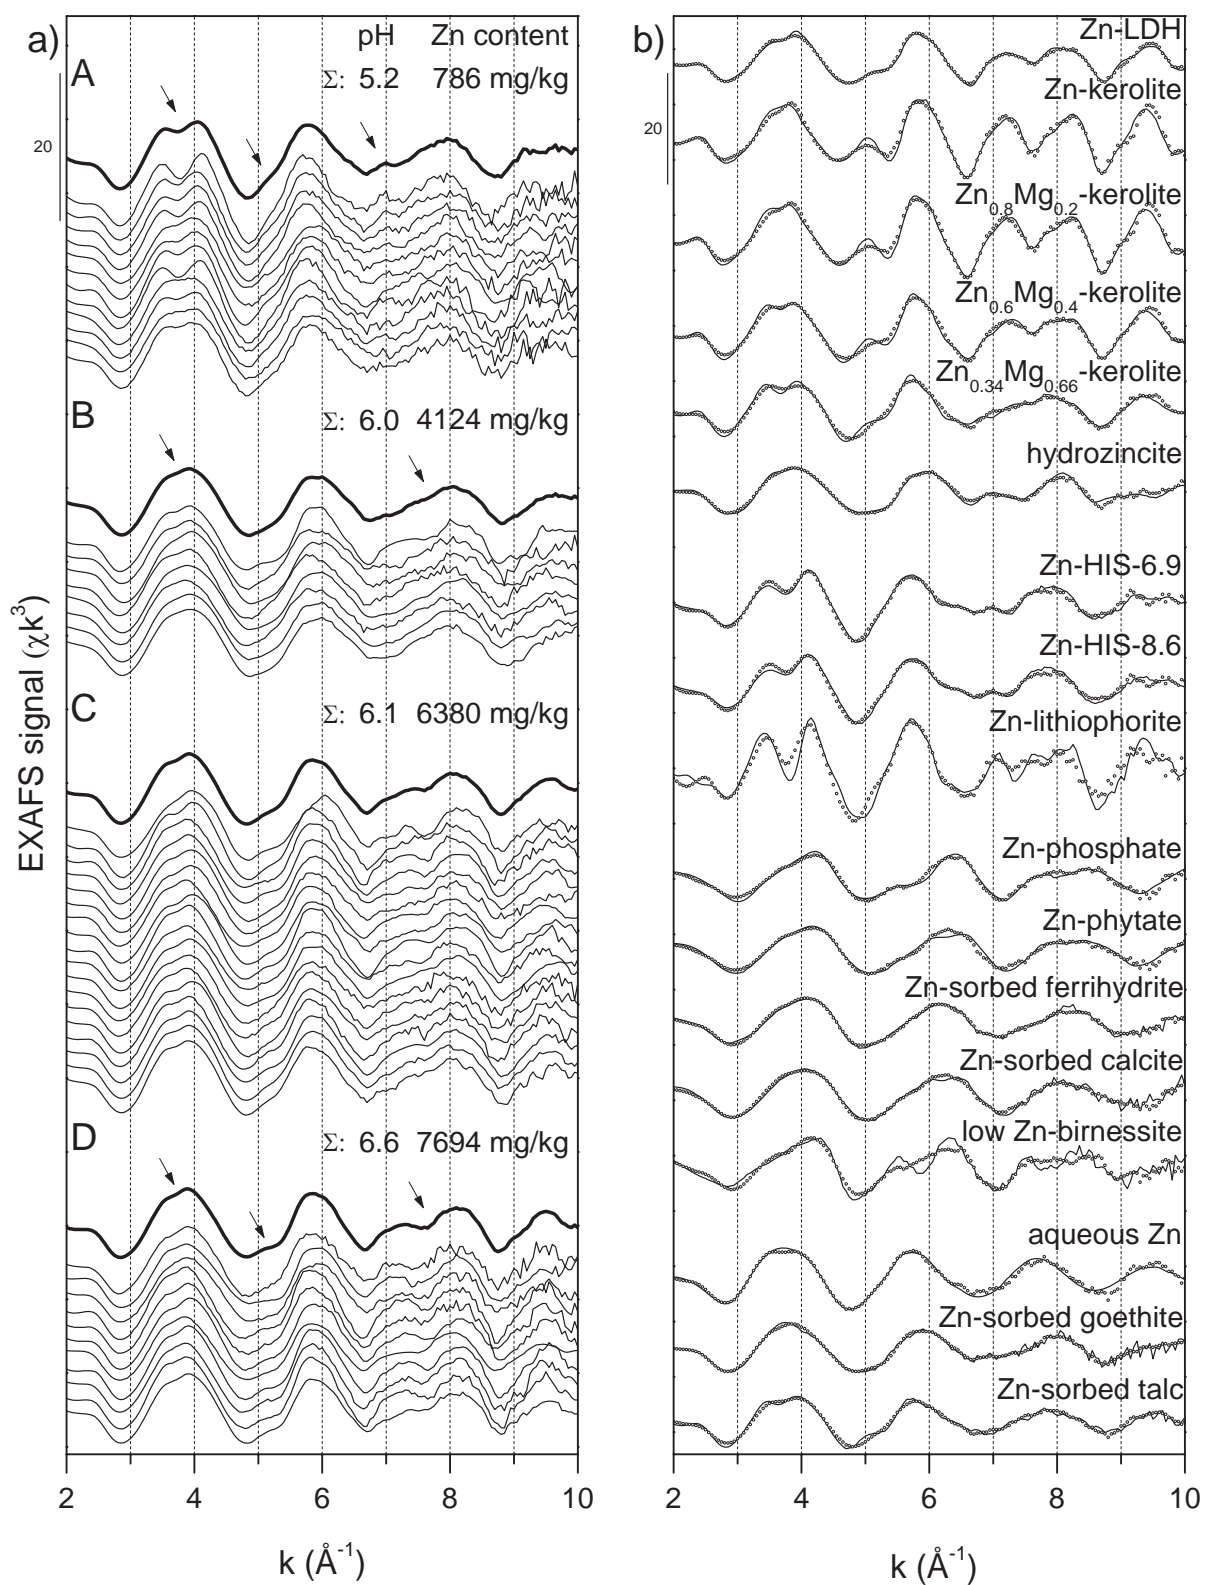 a)
pH Zn content
A
Σ: 5.2 786 mg/kg
20
B
Σ: 6.0 4124 mg/kg
C
Σ: 6.1 6380 mg/kg
D
Σ: 6.6 7694 mg/kg
EXAFS signal (χk³)
2 4 6 8 10
k (Å⁻¹)
b)
Zn-LDH
Zn-kerolite
20
Zn₀.₈Mg₀.₂-kerolite
Zn₀.₆Mg₀.₄-kerolite
Zn₀.₃₄Mg₀.₆₆-kerolite
hydrozincite
Zn-HIS-6.9
Zn-HIS-8.6
Zn-lithiophorite
Zn-phosphate
Zn-phytate
Zn-sorbed ferrihydrite
Zn-sorbed calcite
low Zn-birnessite
aqueous Zn
Zn-sorbed goethite
Zn-sorbed talc
2 4 6 8 10
k (Å⁻¹)